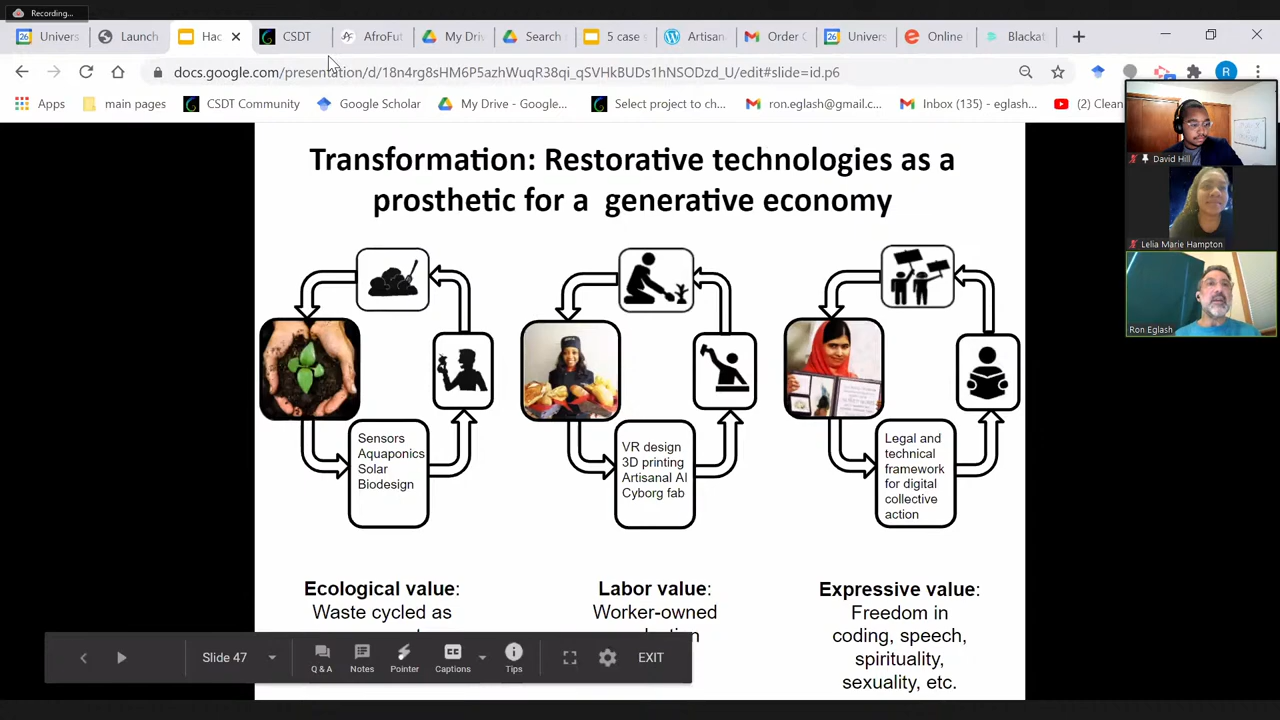 Recording...
26 Univers
Launch
Hac
CSDT
AfroFut
My Driv
Search
5 case s
Artisan
Order C
26 Univers
Online
Blackat
docs.google.com/presentation/d/
edit#slide=id.p6
R
Apps
main pages
CSDT Community
Google Scholar
My Drive - Google...
Select project to ch...
ron.eglash@gmail.c...
Inbox (135) - eglash...
(2) Clean
Transformation: Restorative technologies as a
prosthetic for a generative economy
Sensors
Aquaponics
Solar
Biodesign
VR design
3D printing
Artisanal AI
Cyborg fab
Legal and
technical
framework
for digital
collective
action
Ecological value:
Waste cycled as
Labor value:
Worker-owned
Expressive value:
Freedom in
coding, speech,
spirituality,
sexuality, etc.
Slide 47
Q & A
Notes
Pointer
Captions
Tips
EXIT
David Hill
Lelia Marie Hampton
Ron Eglash